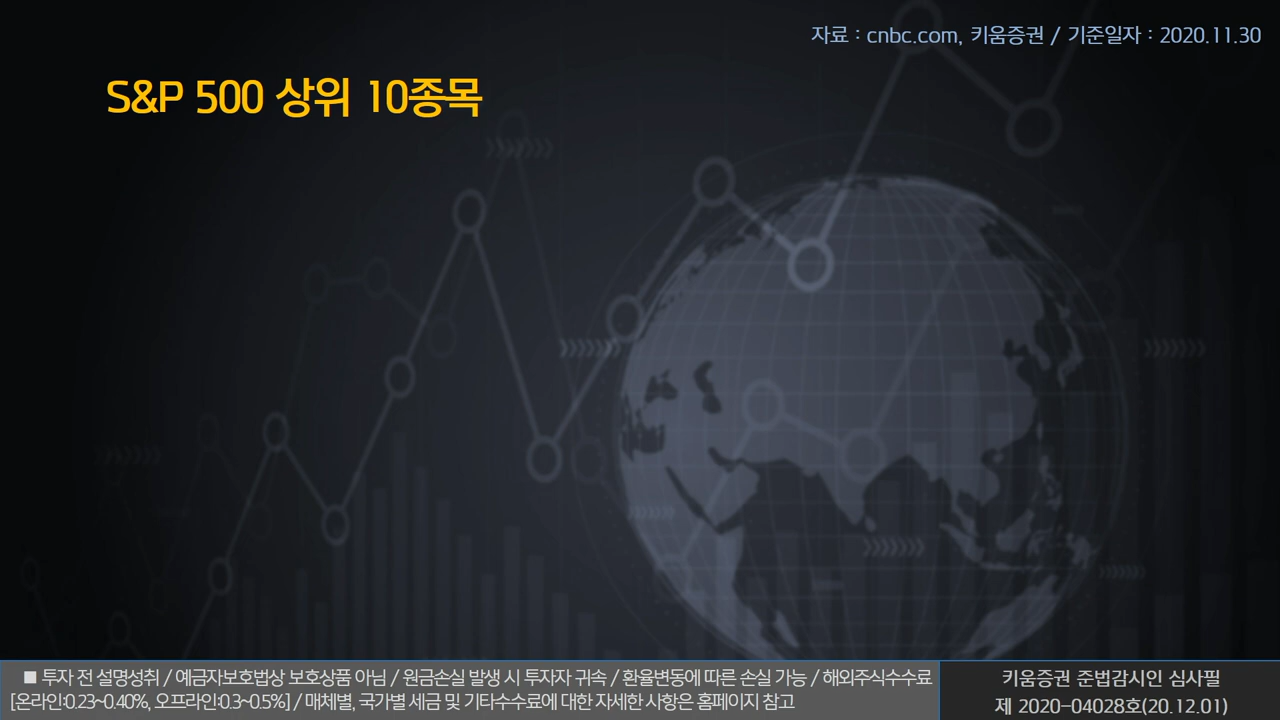 자료 : cnbc.com, 키움증권 / 기준일자 : 2020.11.30
S&P 500 상위 10종목
■ 투자 전 설명성취 / 예금자보호법상 보호상품 아님 / 원금손실 발생 시 투자자 귀속 / 환율변동에 따른 손실 가능 / 해외주식수수료
[온라인:0.23~0.40%, 오프라인:0.3~0.5%] / 매체별, 국가별 세금 및 기타수수료에 대한 자세한 사항은 홈페이지 참고
키움증권 준법감시인 심사필
제 2020-04028호(20.12.01)